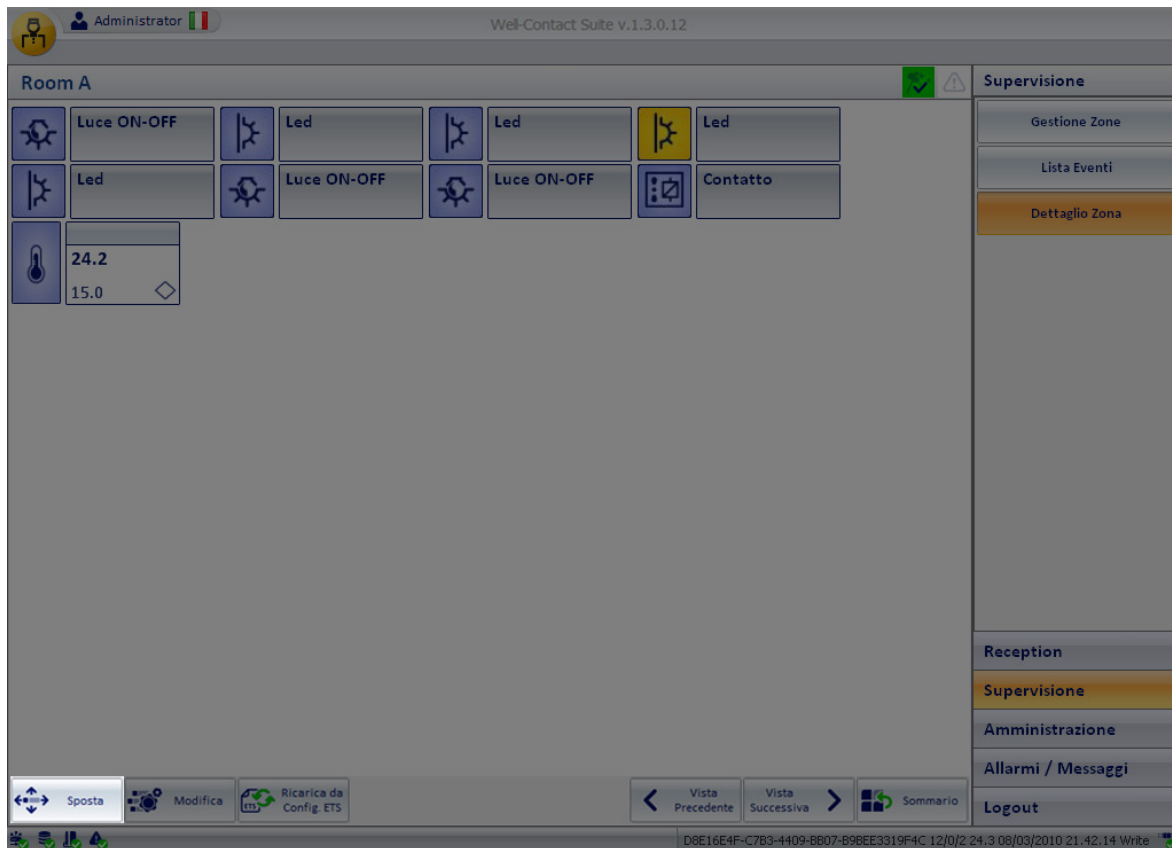 Administrator
Well-Contact Suite v.1.3.0.12
Room A
Luce ON-OFF
Led
Led
Led
Led
Luce ON-OFF
Luce ON-OFF
Contatto
24.2
15.0
Supervisione
Gestione Zone
Lista Eventi
Dettaglio Zona
Reception
Supervisione
Amministrazione
Allarmi / Messaggi
Logout
Sposta
Modifica
ETS
Ricarica da
Config. ETS
Vista
Precedente
Vista
Successiva
Sommario
D8E16E4F-C7B3-4409-BB07-B9BEE3319F4C 12/0/2 24.3 08/03/2010 21.42.14 Write